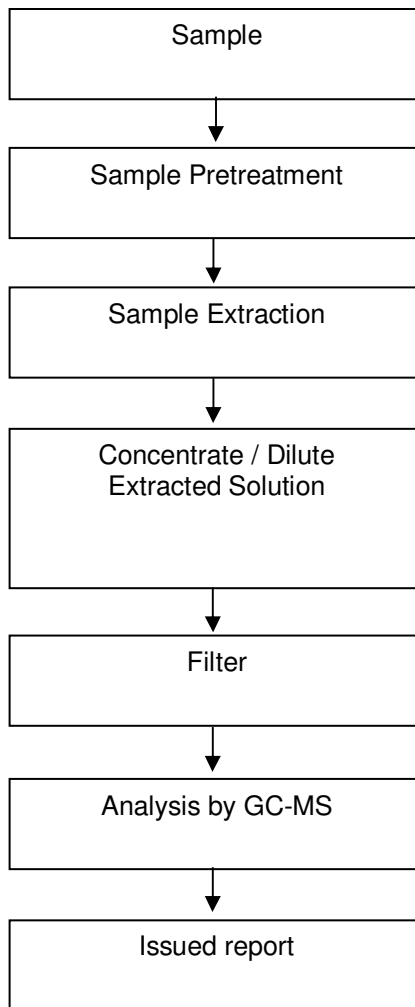 Sample
Sample Pretreatment
Sample Extraction
Concentrate / Dilute
Extracted Solution
Filter
Analysis by GC-MS
Issued report